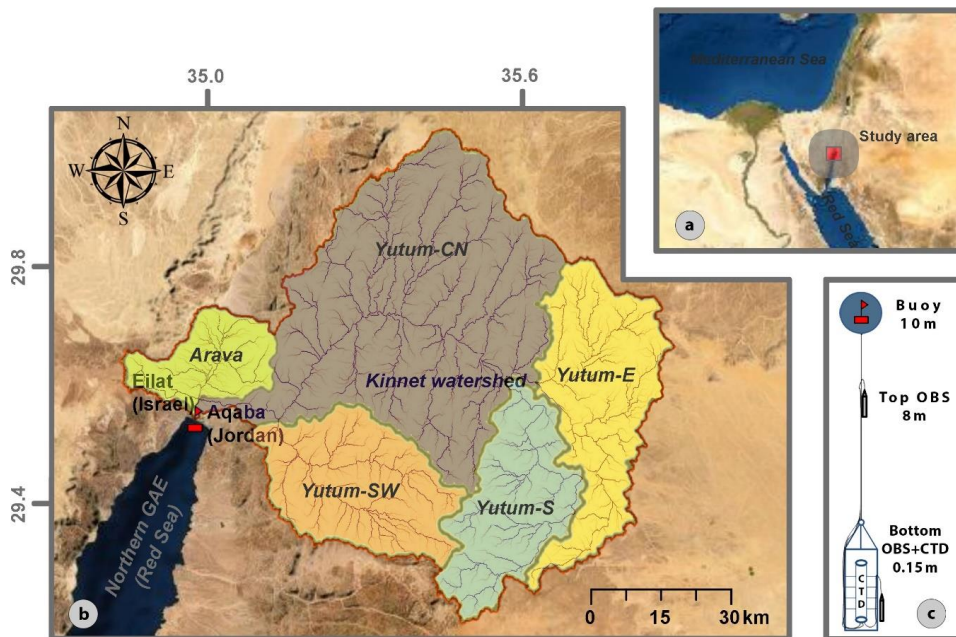 35.0
35.6
29.8
29.4
N
W
E
S
Yutum-CN
Arava
Eilat
(Israel)
Aqaba
(Jordan)
Kinnet watershed
Yutum-E
Yutum-SW
Yutum-S
Northern GAE
(Red Sea)
0 15 30 km
b
Mediterranean Sea
Study area
Red Sea
a
Buoy
10 m
Top OBS
8 m
Bottom
OBS+CTD
0.15 m
C
T
D
c